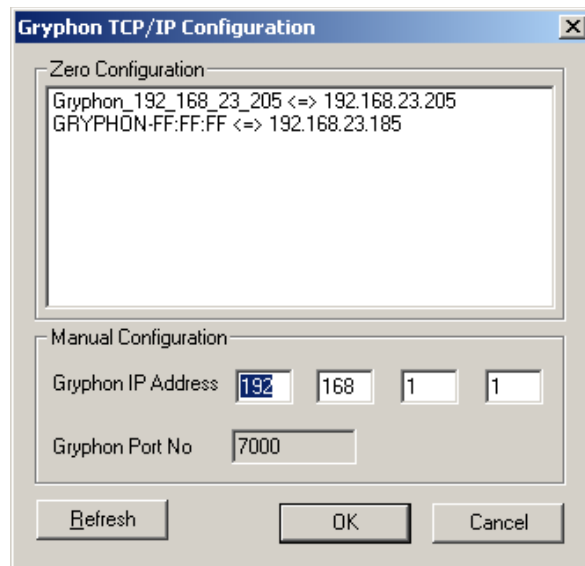 Gryphon TCP/IP Configuration
Zero Configuration
Gryphon_192_168_23_205 <=> 192.168.23.205
GRYPHON-FF:FF:FF <=> 192.168.23.185
Manual Configuration
Gryphon IP Address 192 168 1 1
Gryphon Port No 7000
Refresh OK Cancel